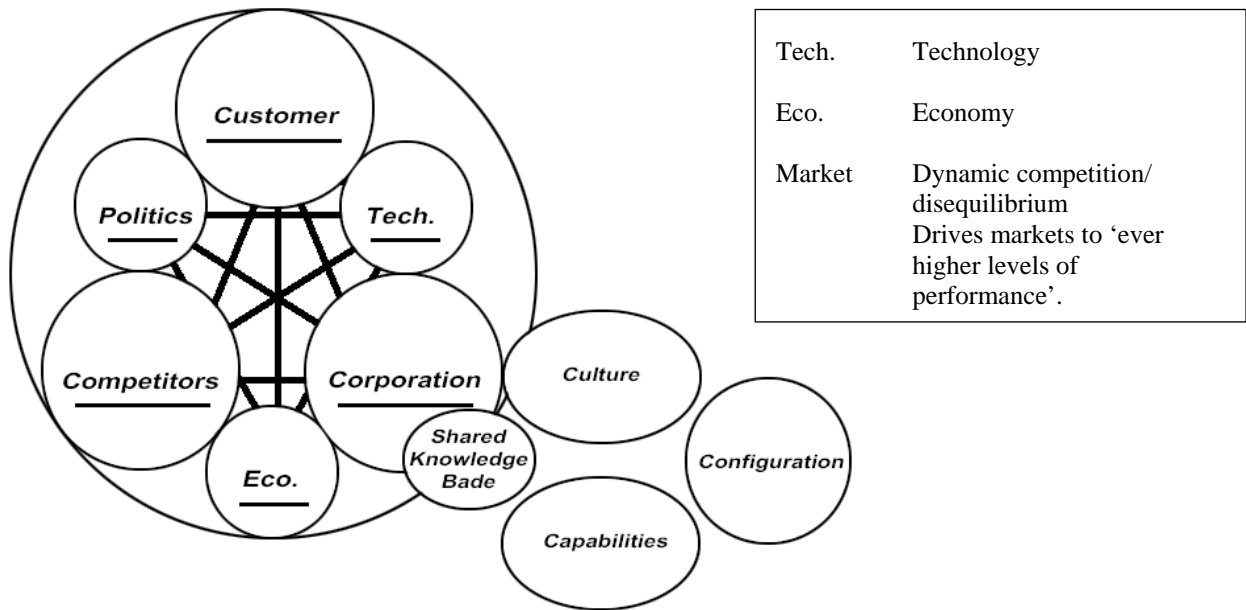 Customer
Politics
Tech.
Competitors
Corporation
Eco.
Culture
Shared
Knowledge
Bade
Configuration
Capabilities
Tech. Technology
Eco. Economy
Market Dynamic competition/
disequilibrium
Drives markets to ‘ever
higher levels of
performance’.